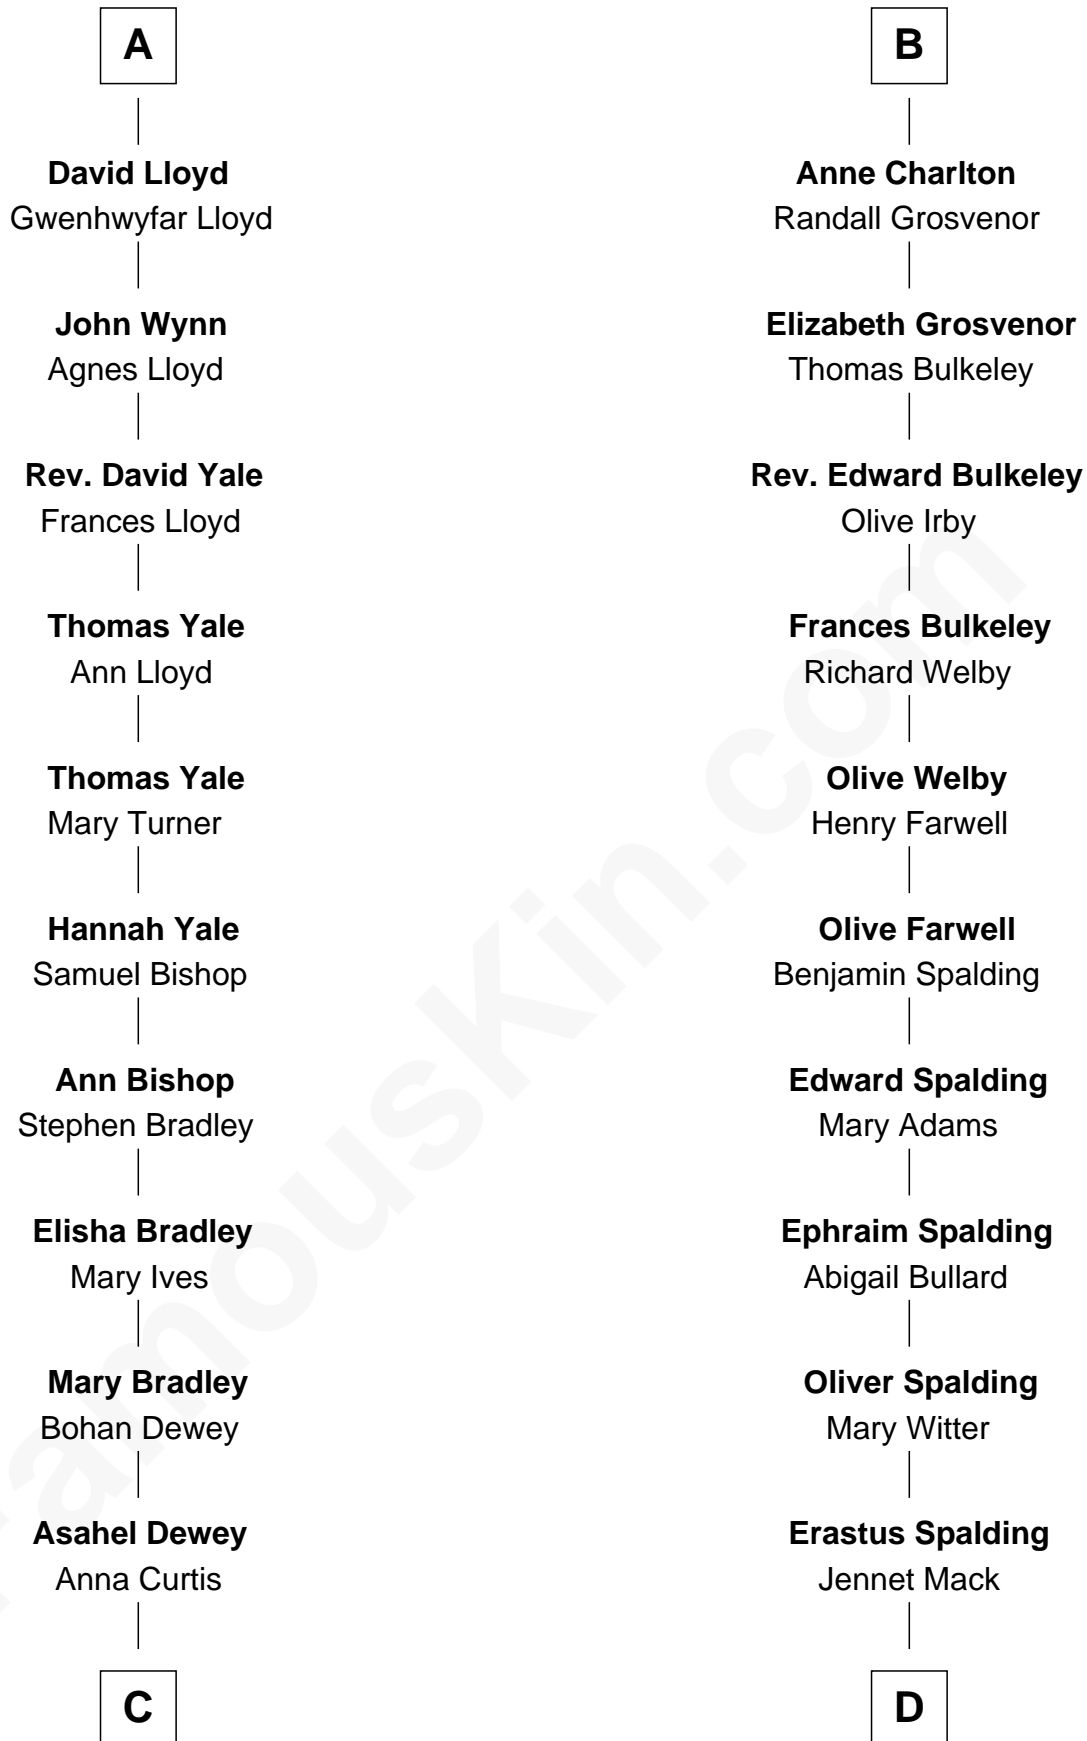 A
David Lloyd
Gwenhwyfar Lloyd
John Wynn
Agnes Lloyd
Rev. David Yale
Frances Lloyd
Thomas Yale
Ann Lloyd
Thomas Yale
Mary Turner
Hannah Yale
Samuel Bishop
Ann Bishop
Stephen Bradley
Elisha Bradley
Mary Ives
Mary Bradley
Bohan Dewey
Asahel Dewey
Anna Curtis
C
B
Anne Charlton
Randall Grosvenor
Elizabeth Grosvenor
Thomas Bulkeley
Rev. Edward Bulkeley
Olive Irby
Frances Bulkeley
Richard Welby
Olive Welby
Henry Farwell
Olive Farwell
Benjamin Spalding
Edward Spalding
Mary Adams
Ephraim Spalding
Abigail Bullard
Oliver Spalding
Mary Witter
Erastus Spalding
Jennet Mack
D
FamousKin.com